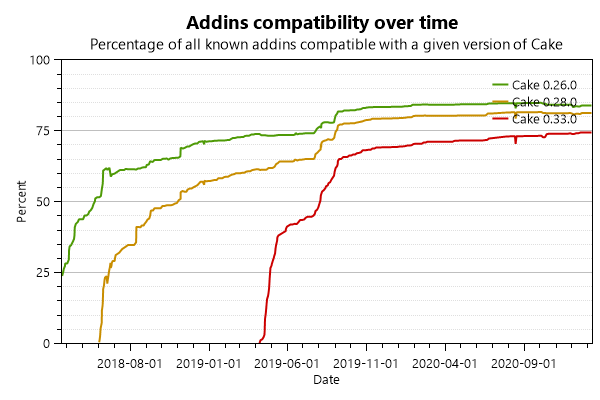 Addins compatibility over time
Percentage of all known addins compatible with a given version of Cake
100
Cake 0.26.0
Cake 0.28.0
Cake 0.33.0
75
50
25
0
Percent
2018-08-01 2019-01-01 2019-06-01 2019-11-01 2020-04-01 2020-09-01
Date